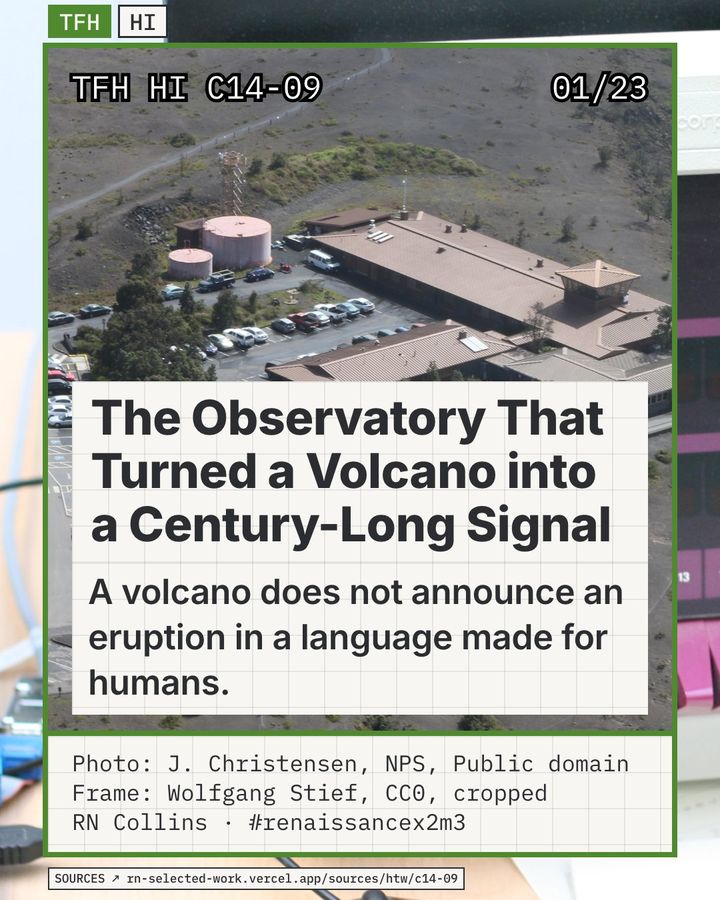 TFH HI
TFH HI C14-09 01/23
The Observatory That
Turned a Volcano into
a Century-Long Signal
A volcano does not announce an
eruption in a language made for
humans.
13
Photo: J. Christensen, NPS, Public domain
Frame: Wolfgang Stief, CC0, cropped
RN Collins · #renaissancex2m3
SOURCES ↗ rn-selected-work.vercel.app/sources/htw/c14-09